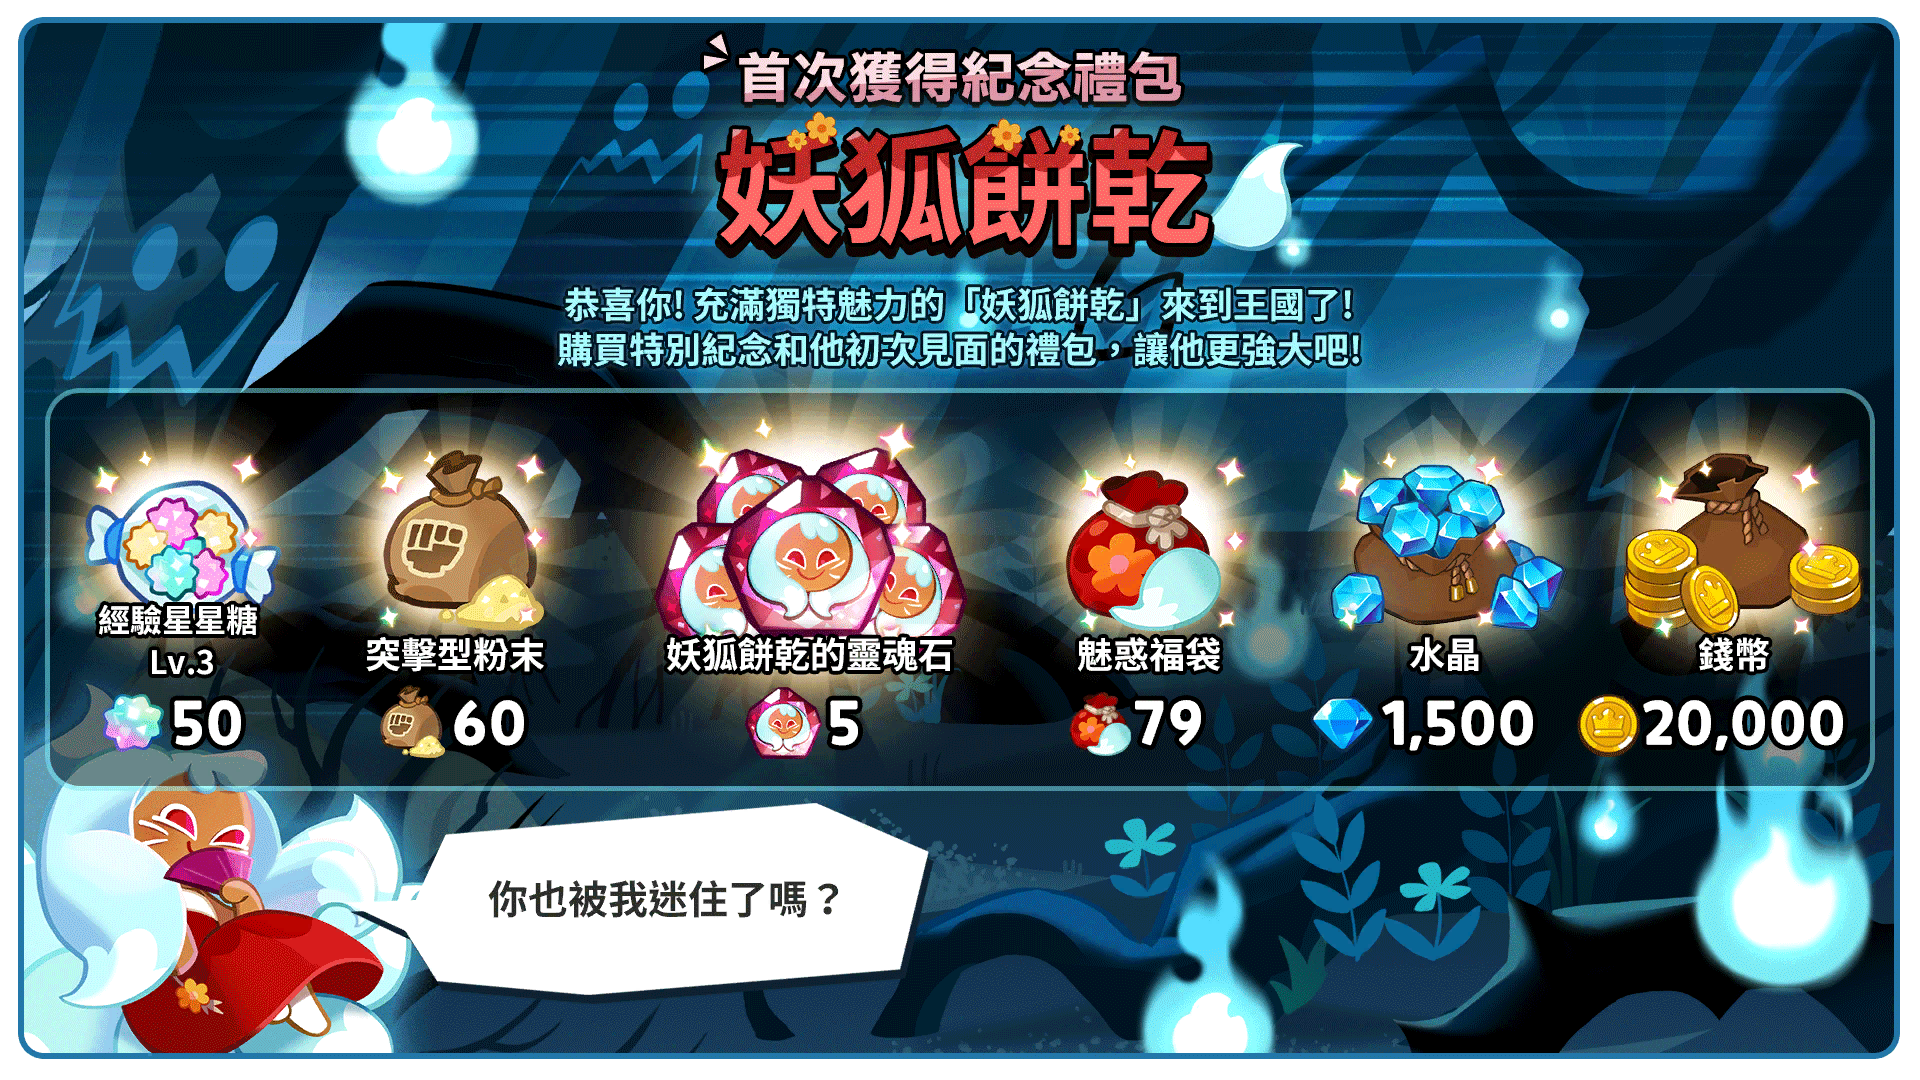 首次獲得紀念禮包
妖狐餅乾
恭喜你! 充滿獨特魅力的「妖狐餅乾」來到王國了!
購買特別紀念和他初次見面的禮包，讓他更強大吧!
經驗星星糖
Lv.3
50
突擊型粉末
60
妖狐餅乾的靈魂石
5
魅惑福袋
79
水晶
1,500
錢幣
20,000
你也被我迷住了嗎？